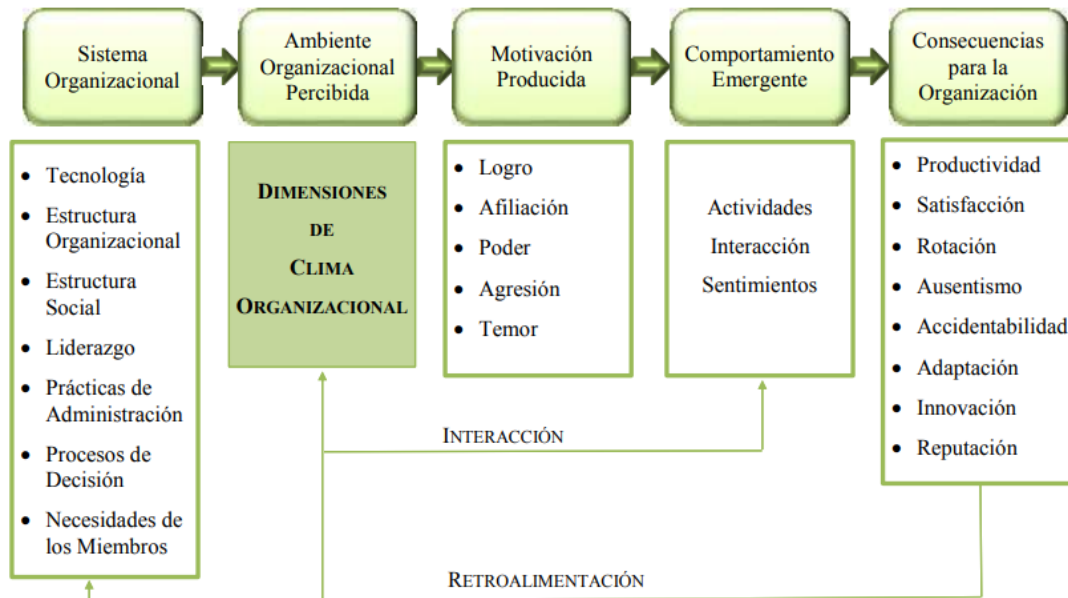 Sistema
Organizacional
Ambiente
Organizacional
Percibida
Motivación
Producida
Comportamiento
Emergente
Consecuencias
para la
Organización
• Tecnología
• Estructura
Organizacional
• Estructura
Social
• Liderazgo
• Prácticas de
Administración
• Procesos de
Decisión
• Necesidades de
los Miembros
DIMENSIONES
DE
CLIMA
ORGANIZACIONAL
• Logro
• Afiliación
• Poder
• Agresión
• Temor
Actividades
Interacción
Sentimientos
• Productividad
• Satisfacción
• Rotación
• Ausentismo
• Accidentabilidad
• Adaptación
• Innovación
• Reputación
INTERACCIÓN
RETROALIMENTACIÓN